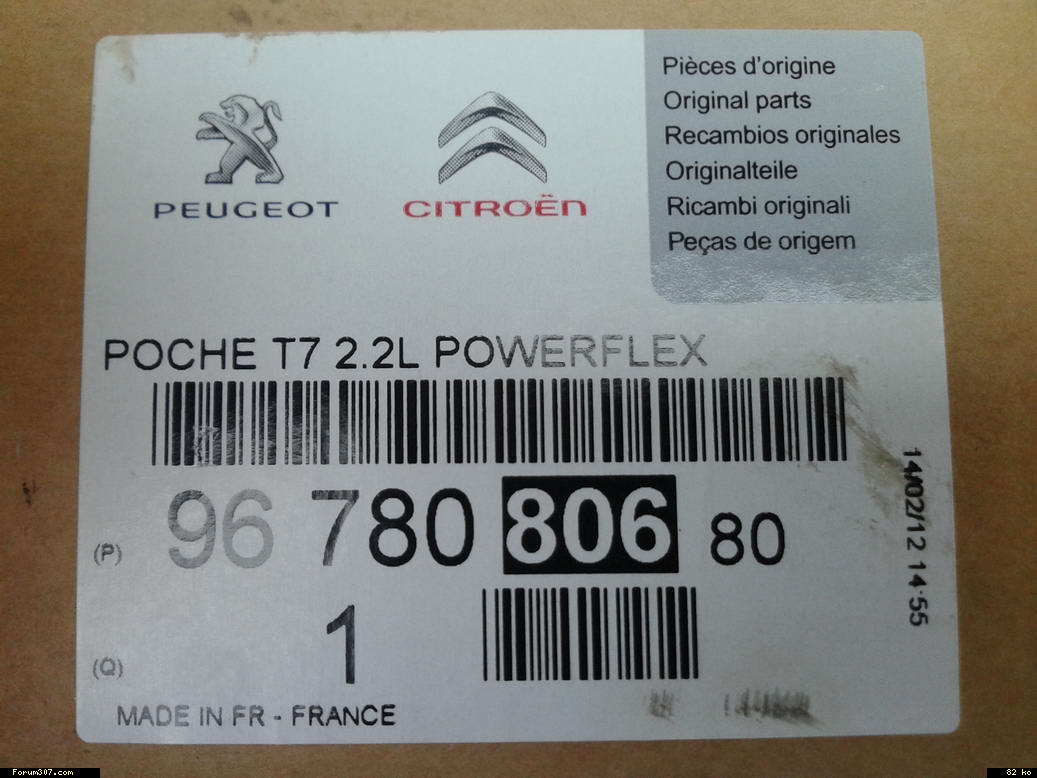 PEUGEOT
CITROËN
Pièces d'origine
Original parts
Recambios originales
Originalteile
Ricambi originali
Peças de origem
POCHE T7 2.2L POWERFLEX
(P) 96 780 806 80
(Q) 1
14/02/12 14:55
MADE IN FR - FRANCE
Forum307.com
82 ko